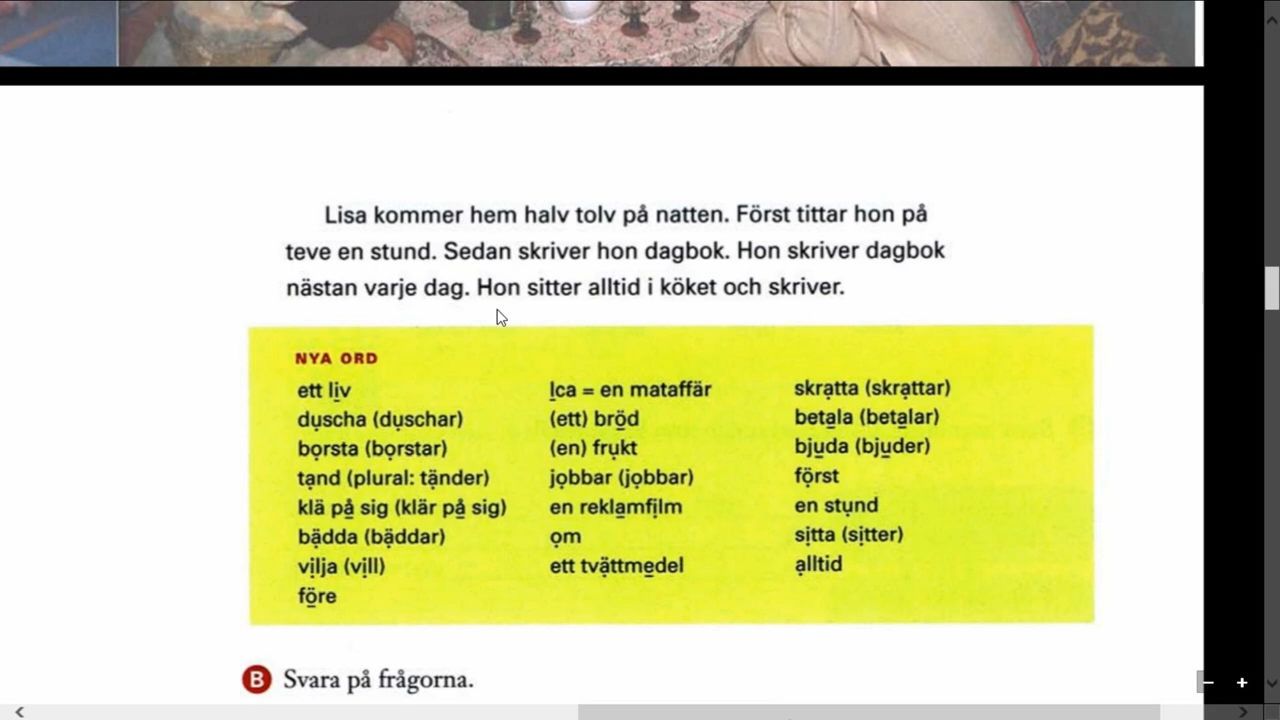 Lisa kommer hem halv tolv på natten. Först tittar hon på
teve en stund. Sedan skriver hon dagbok. Hon skriver dagbok
nästan varje dag. Hon sitter alltid i köket och skriver.
NYA ORD
ett liv
duscha (duschar)
borsta (borstar)
tand (plural: tänder)
klä på sig (klär på sig)
bädda (bäddar)
vilja (vill)
före
Ica = en mataffär
(ett) bröd
(en) frukt
jobbar (jobbar)
en reklamfilm
om
ett tvättmedel
skratta (skrattar)
betala (betalar)
bjuda (bjuder)
först
en stund
sitta (sitter)
alltid
B Svara på frågorna.